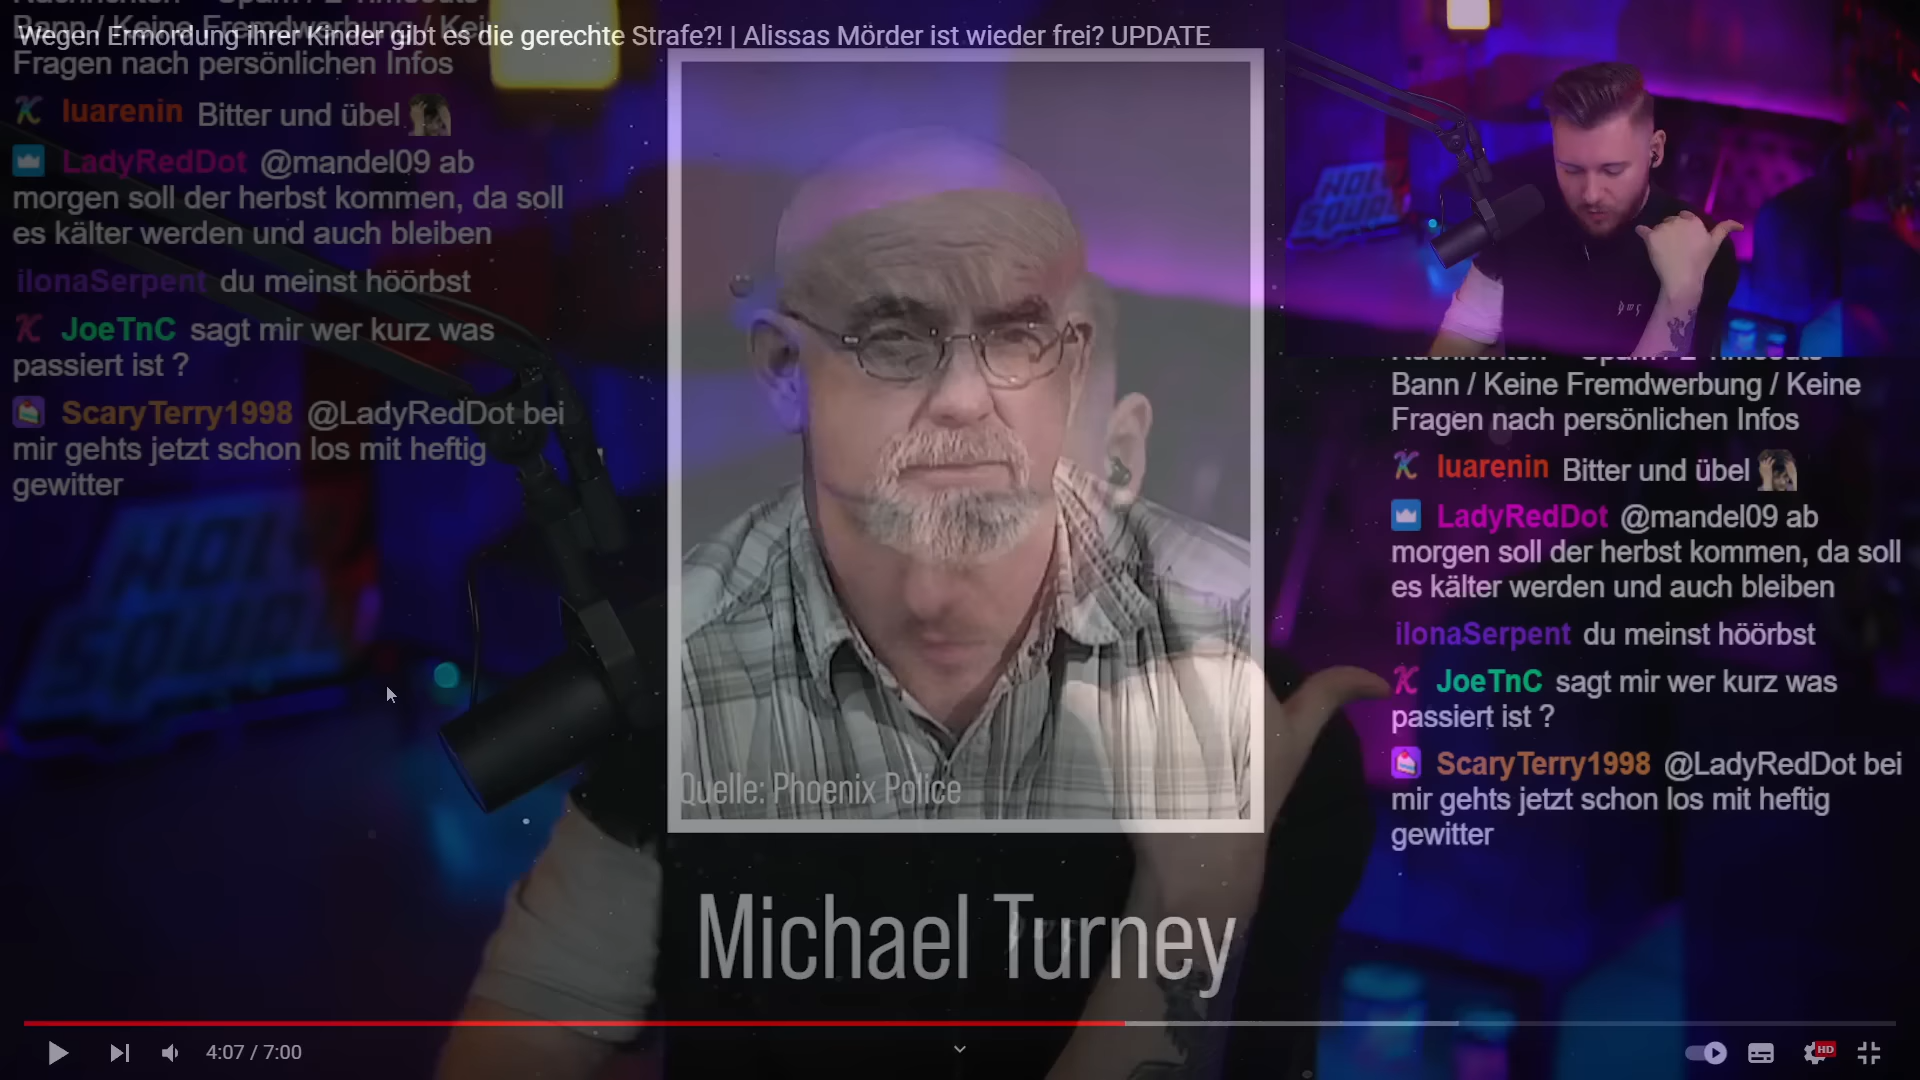 Wegen Ermordung ihrer Kinder gibt es die gerechte Strafe?! | Alissas Mörder ist wieder frei? UPDATE
Bann / Keine Fremdwerbung / Kei
Fragen nach persönlichen Infos
luarenin Bitter und übel
LadyRedDot @mandel09 ab
morgen soll der herbst kommen, da soll
es kälter werden und auch bleiben
ilonaSerpent du meinst höörbst
JoeTnC sagt mir wer kurz was
passiert ist ?
ScaryTerry1998 @LadyRedDot bei
mir gehts jetzt schon los mit heftig
gewitter
Quelle: Phoenix Police
Michael Turney
Bann / Keine Fremdwerbung / Keine
Fragen nach persönlichen Infos
luarenin Bitter und übel
LadyRedDot @mandel09 ab
morgen soll der herbst kommen, da soll
es kälter werden und auch bleiben
ilonaSerpent du meinst höörbst
JoeTnC sagt mir wer kurz was
passiert ist ?
ScaryTerry1998 @LadyRedDot bei
mir gehts jetzt schon los mit heftig
gewitter
4:07 / 7:00
HD